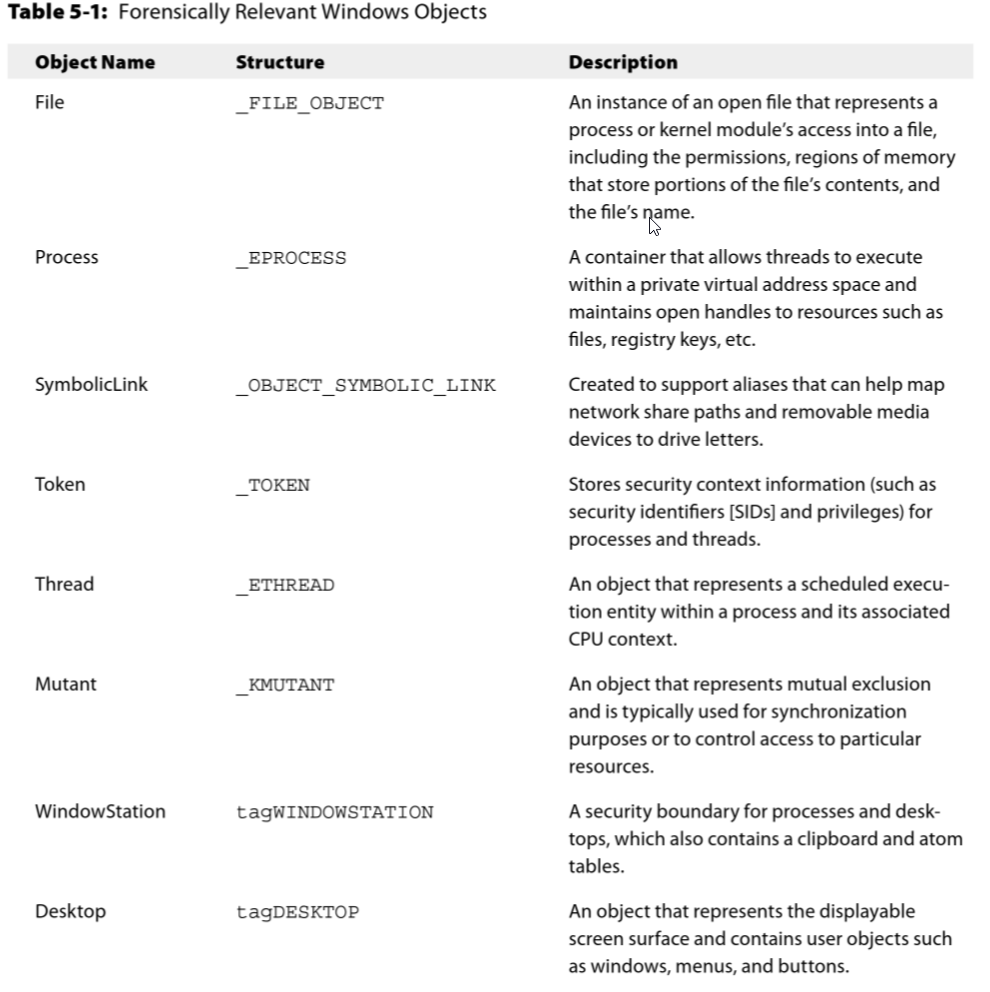 Table 5-1: Forensically Relevant Windows Objects
Object Name Structure Description
File _FILE_OBJECT An instance of an open file that represents a
process or kernel module's access into a file,
including the permissions, regions of memory
that store portions of the file's contents, and
the file's name.
Process _EPROCESS A container that allows threads to execute
within a private virtual address space and
maintains open handles to resources such as
files, registry keys, etc.
SymbolicLink _OBJECT_SYMBOLIC_LINK Created to support aliases that can help map
network share paths and removable media
devices to drive letters.
Token _TOKEN Stores security context information (such as
security identifiers [SIDs] and privileges) for
processes and threads.
Thread _ETHREAD An object that represents a scheduled execu-
tion entity within a process and its associated
CPU context.
Mutant _KMUTANT An object that represents mutual exclusion
and is typically used for synchronization
purposes or to control access to particular
resources.
WindowStation tagWINDOWSTATION A security boundary for processes and desk-
tops, which also contains a clipboard and atom
tables.
Desktop tagDESKTOP An object that represents the displayable
screen surface and contains user objects such
as windows, menus, and buttons.